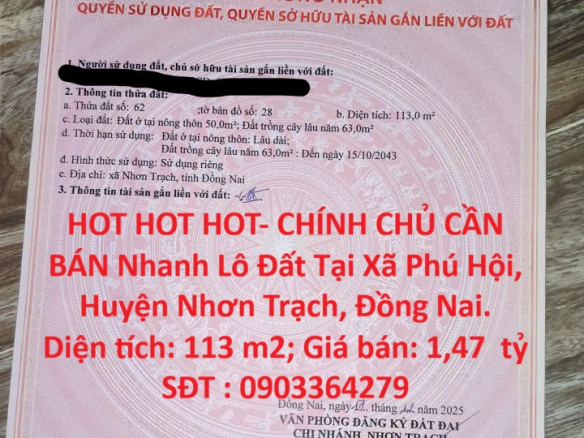 QUYỀN SỬ DỤNG ĐẤT, QUYỀN SỞ HỮU TÀI SẢN GẮN LIỀN VỚI ĐẤT
1. Người sử dụng đất, chủ sở hữu tài sản gắn liền với đất:
2. Thông tin thửa đất:
a. Thửa đất số: 62 ;tờ bản đồ số: 28 b. Diện tích: 113,0 m²
c. Loại đất: Đất ở tại nông thôn 50,0m²; Đất trồng cây lâu năm 63,0m²
d. Thời hạn sử dụng: Đất ở tại nông thôn: Lâu dài;
Đất trồng cây lâu năm 63,0m² : Đến ngày 15/10/2043
đ. Hình thức sử dụng: Sử dụng riêng
e. Địa chỉ: xã Nhơn Trạch, tỉnh Đồng Nai
3. Thông tin tài sản gắn liền với đất:
HOT HOT HOT- CHÍNH CHỦ CẦN
BÁN Nhanh Lô Đất Tại Xã Phú Hội,
Huyện Nhơn Trạch, Đồng Nai.
Diện tích: 113 m2; Giá bán: 1,47 tỷ
SĐT : 0903364279
Đồng Nai, ngày tháng năm 2025
VĂN PHÒNG ĐĂNG KÝ ĐẤT ĐAI
CHI NHÁNH NHƠN TRẠCH